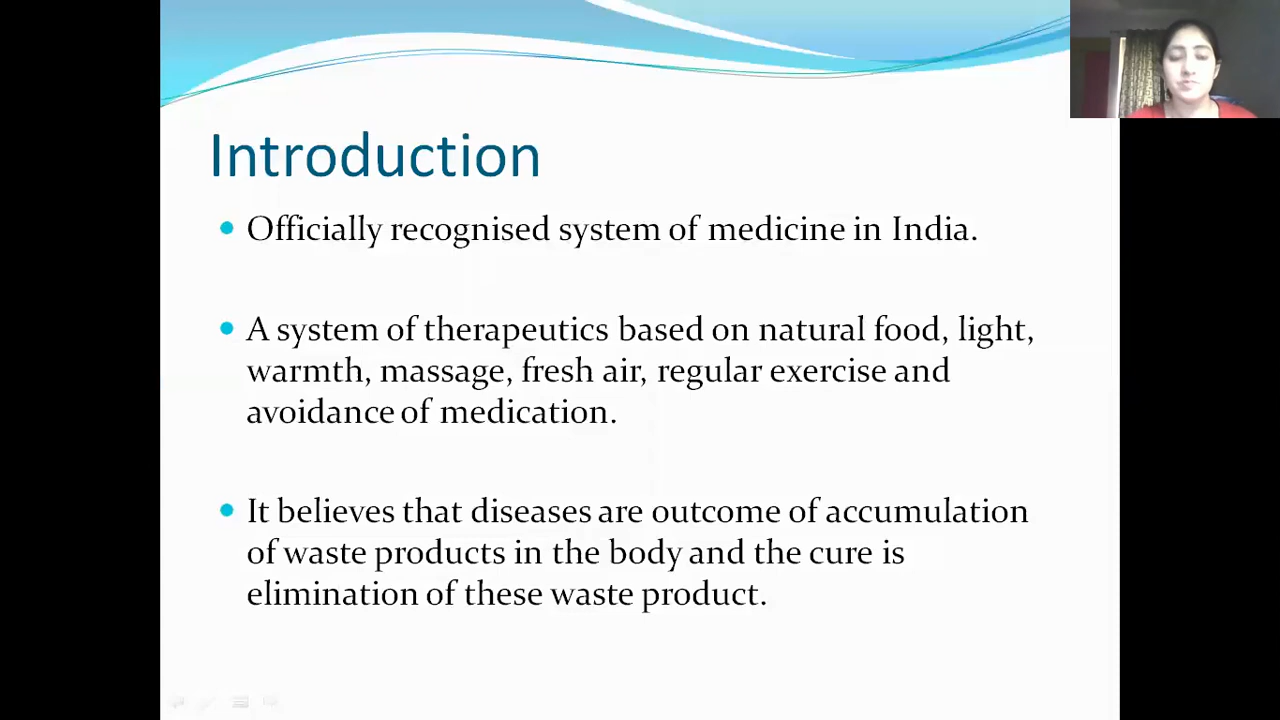 Introduction
Officially recognised system of medicine in India.
A system of therapeutics based on natural food, light,
warmth, massage, fresh air, regular exercise and
avoidance of medication.
It believes that diseases are outcome of accumulation
of waste products in the body and the cure is
elimination of these waste product.